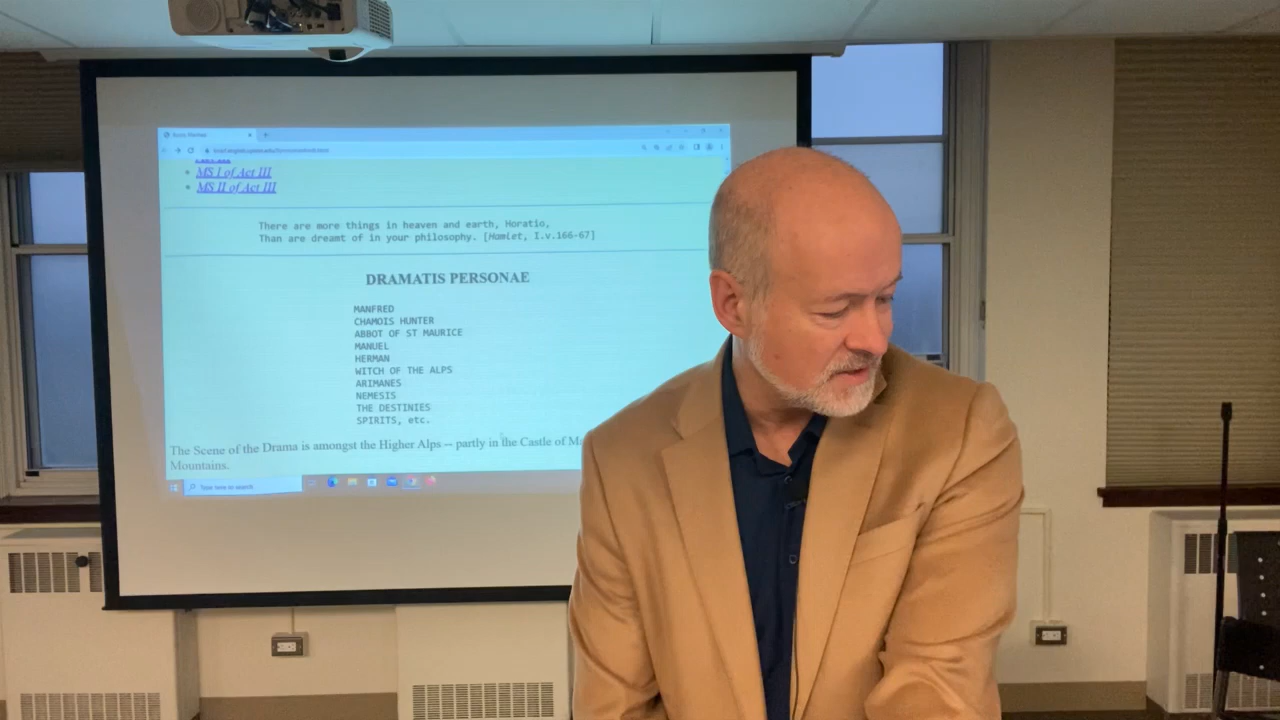 MS I of Act III
MS II of Act III
There are more things in heaven and earth, Horatio,
Than are dreamt of in your philosophy. [Hamlet, I.v.166-67]
DRAMATIS PERSONAE
MANFRED
CHAMOIS HUNTER
ABBOT OF ST MAURICE
MANUEL
HERMAN
WITCH OF THE ALPS
ARIMANES
NEMESIS
THE DESTINIES
SPIRITS, etc.
The Scene of the Drama is amongst the Higher Alps -- partly in the Castle of Ma
Mountains.
Type here to search